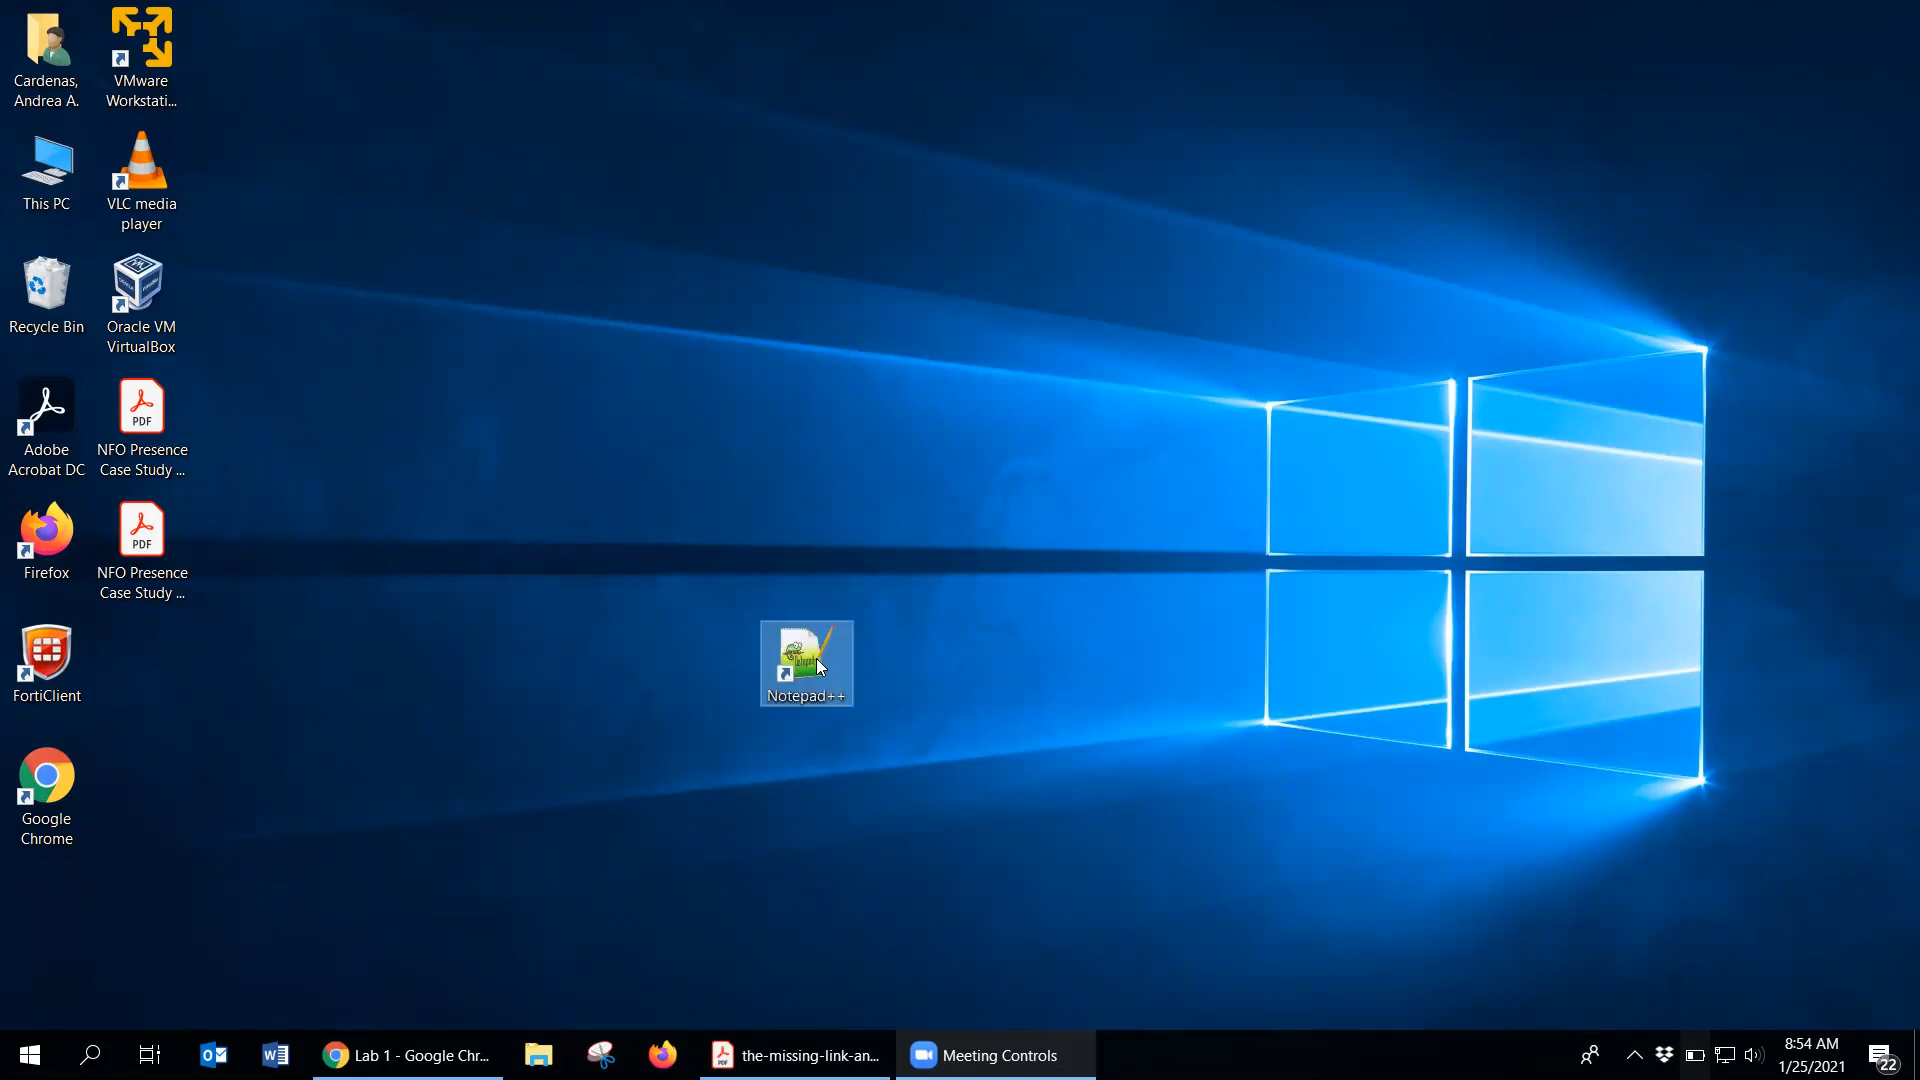 Cardenas,
Andrea A.
VMware
Workstati...
This PC
VLC media
player
Recycle Bin
Oracle VM
VirtualBox
Adobe
Acrobat DC
PDF
NFO Presence
Case Study ...
Firefox
PDF
NFO Presence
Case Study ...
FortiClient
Google
Chrome
Notepad++
Lab 1 - Google Chr...
the-missing-link-an...
Meeting Controls
8:54 AM
1/25/2021
22